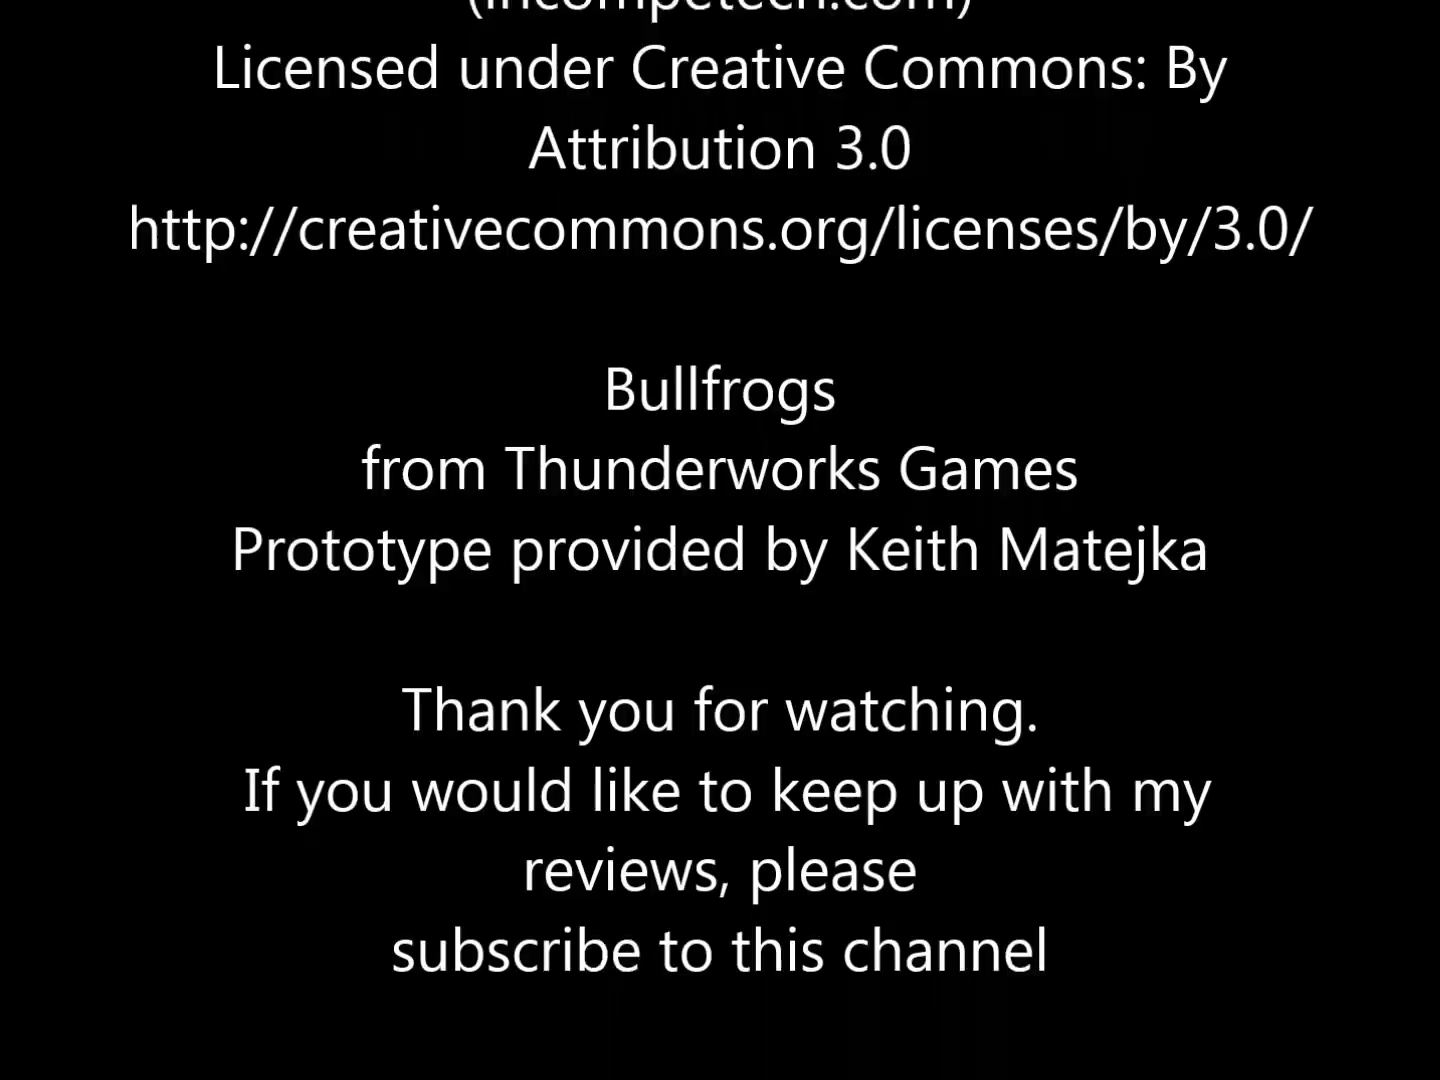 (incompetech.com)
Licensed under Creative Commons: By
Attribution 3.0
http://creativecommons.org/licenses/by/3.0/
Bullfrogs
from Thunderworks Games
Prototype provided by Keith Matejka
Thank you for watching.
If you would like to keep up with my
reviews, please
subscribe to this channel